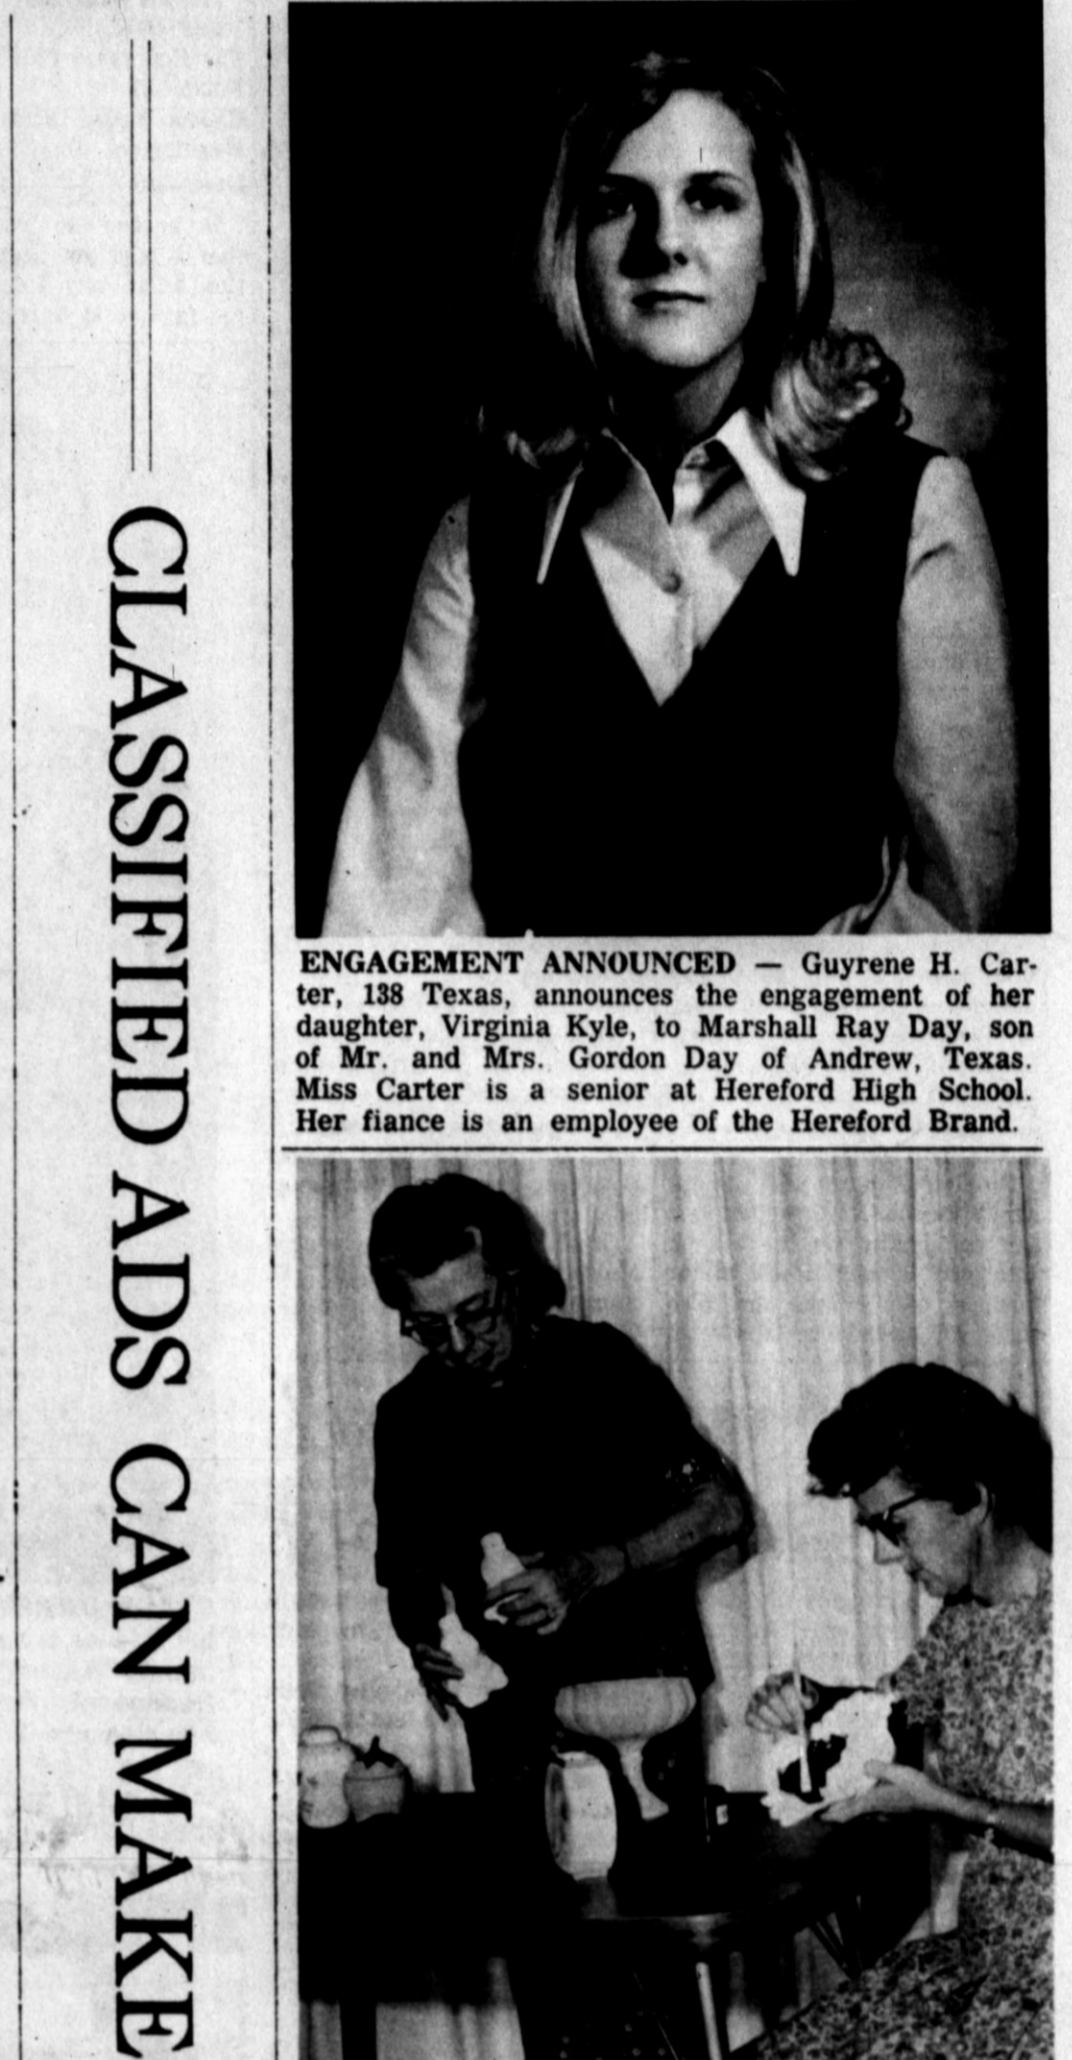 CLASSIFIED ADS CAN MAKE
ENGAGEMENT ANNOUNCED — Guyrene H. Car-
ter, 138 Texas, announces the engagement of her
daughter, Virginia Kyle, to Marshall Ray Day, son
of Mr. and Mrs. Gordon Day of Andrew, Texas.
Miss Carter is a senior at Hereford High School.
Her fiance is an employee of the Hereford Brand.